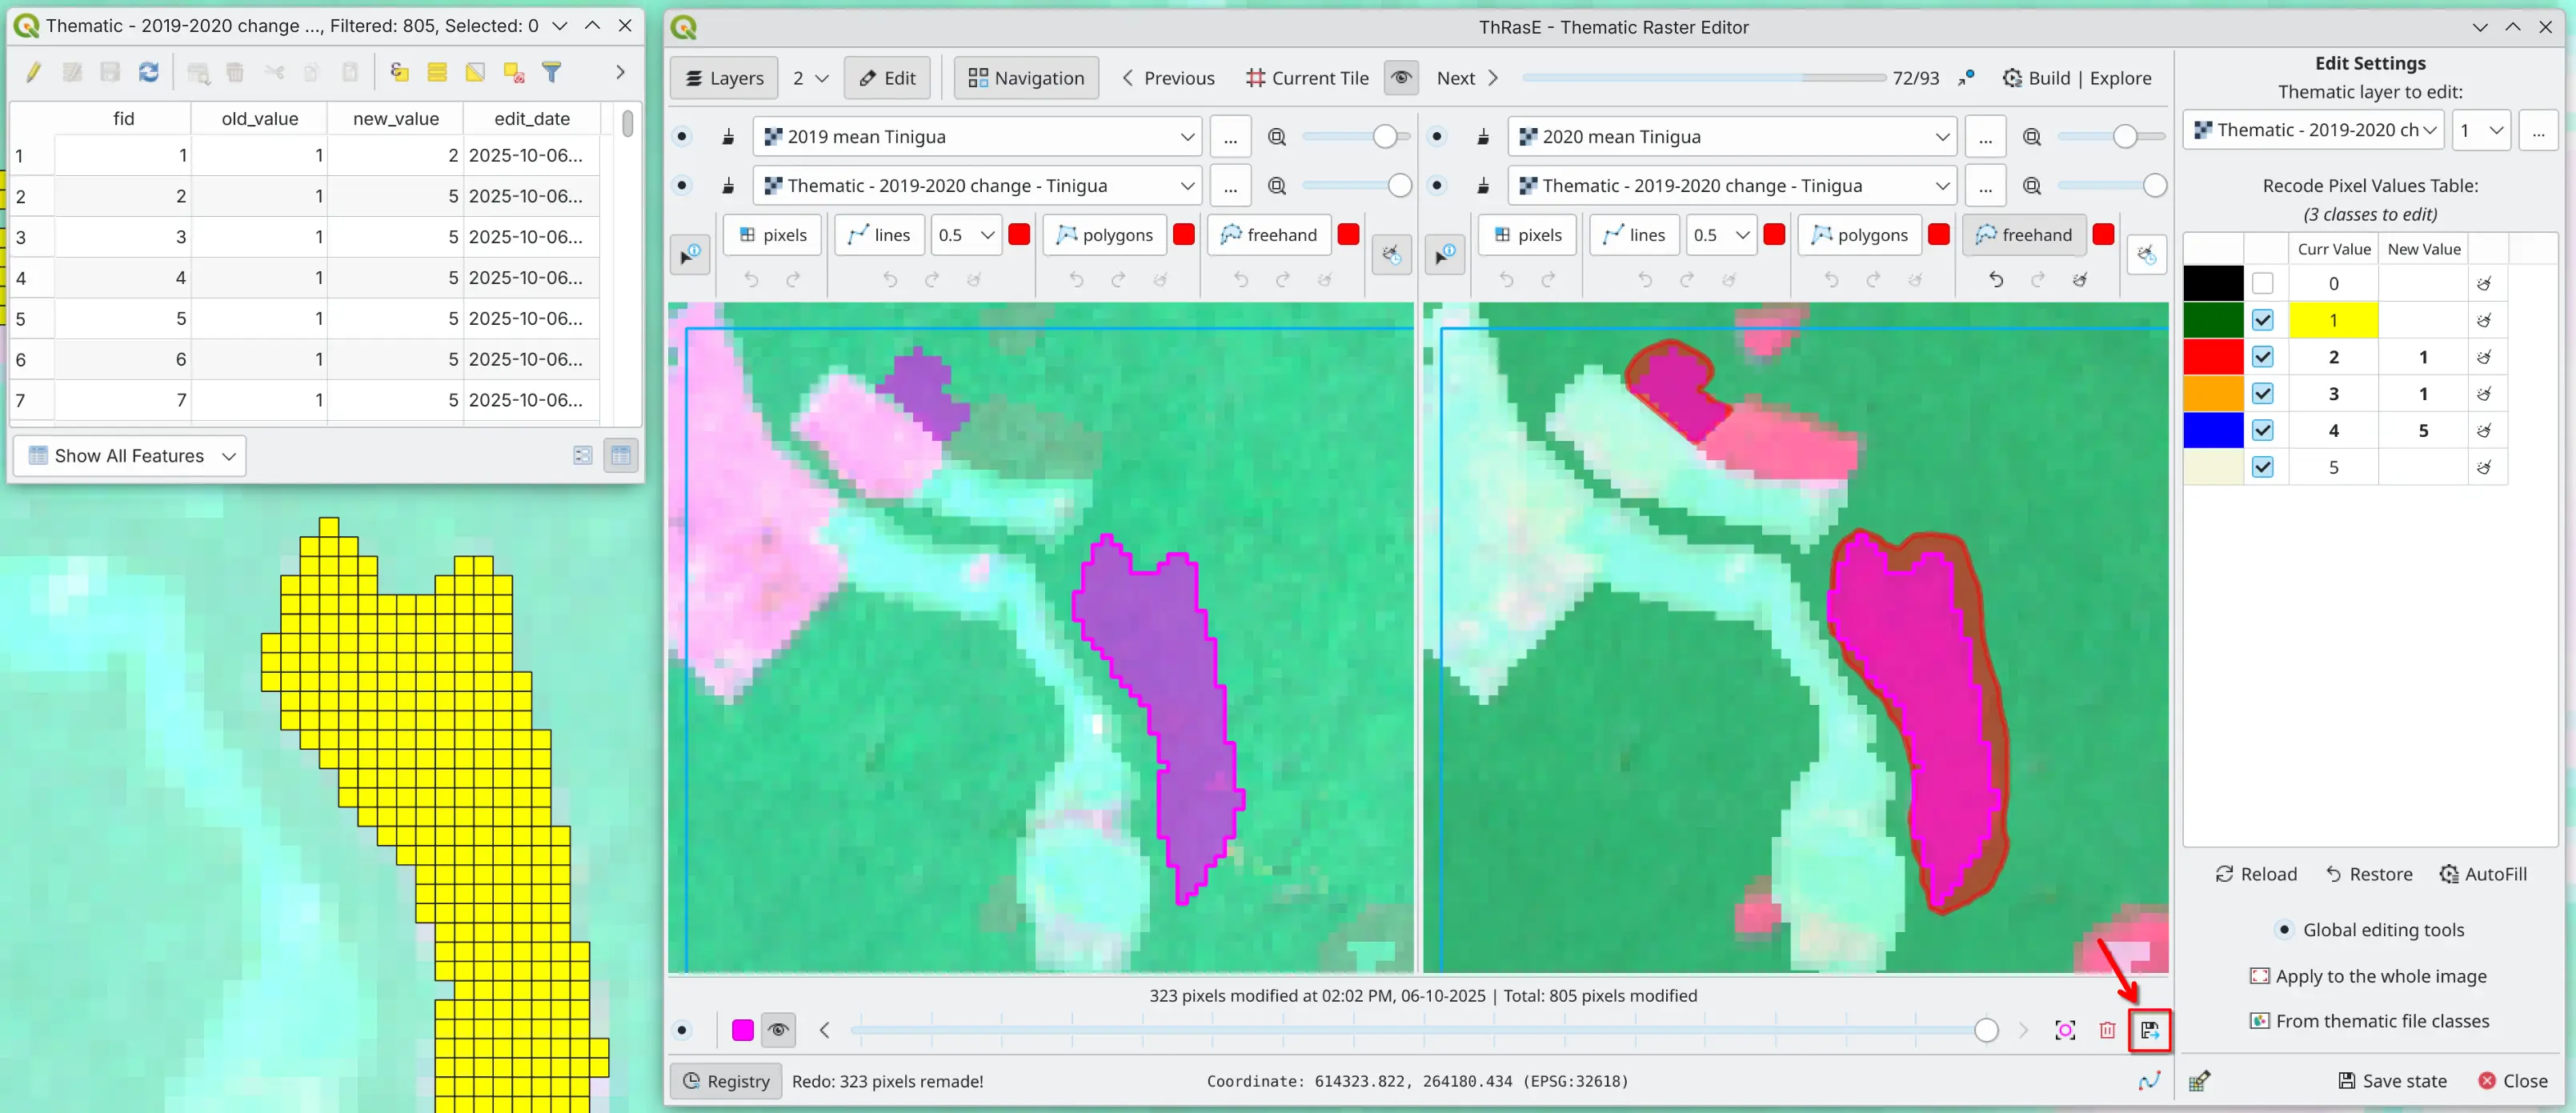 Thematic - 2019-2020 change ..., Filtered: 805, Selected: 0
fid old_value new_value edit_date
1 1 1 2 2025-10-06...
2 2 1 5 2025-10-06...
3 3 1 5 2025-10-06...
4 4 1 5 2025-10-06...
5 5 1 5 2025-10-06...
6 6 1 5 2025-10-06...
7 7 1 5 2025-10-06...
Show All Features
ThRasE - Thematic Raster Editor
Layers 2 Edit Navigation Previous Current Tile Next 72/93 Build | Explore
2019 mean Tinigua ...
Thematic - 2019-2020 change - Tinigua ...
pixels lines 0.5 polygons freehand
2020 mean Tinigua ...
Thematic - 2019-2020 change - Tinigua ...
pixels lines 0.5 polygons freehand
323 pixels modified at 02:02 PM, 06-10-2025 | Total: 805 pixels modified
Registry Redo: 323 pixels remade! Coordinate: 614323.822, 264180.434 (EPSG:32618)
Edit Settings
Thematic layer to edit:
Thematic - 2019-2020 ch 1 ...
Recode Pixel Values Table:
(3 classes to edit)
Curr Value New Value
0
1
2 1
3 1
4 5
5
Reload Restore AutoFill
Global editing tools
Apply to the whole image
From thematic file classes
Save state Close